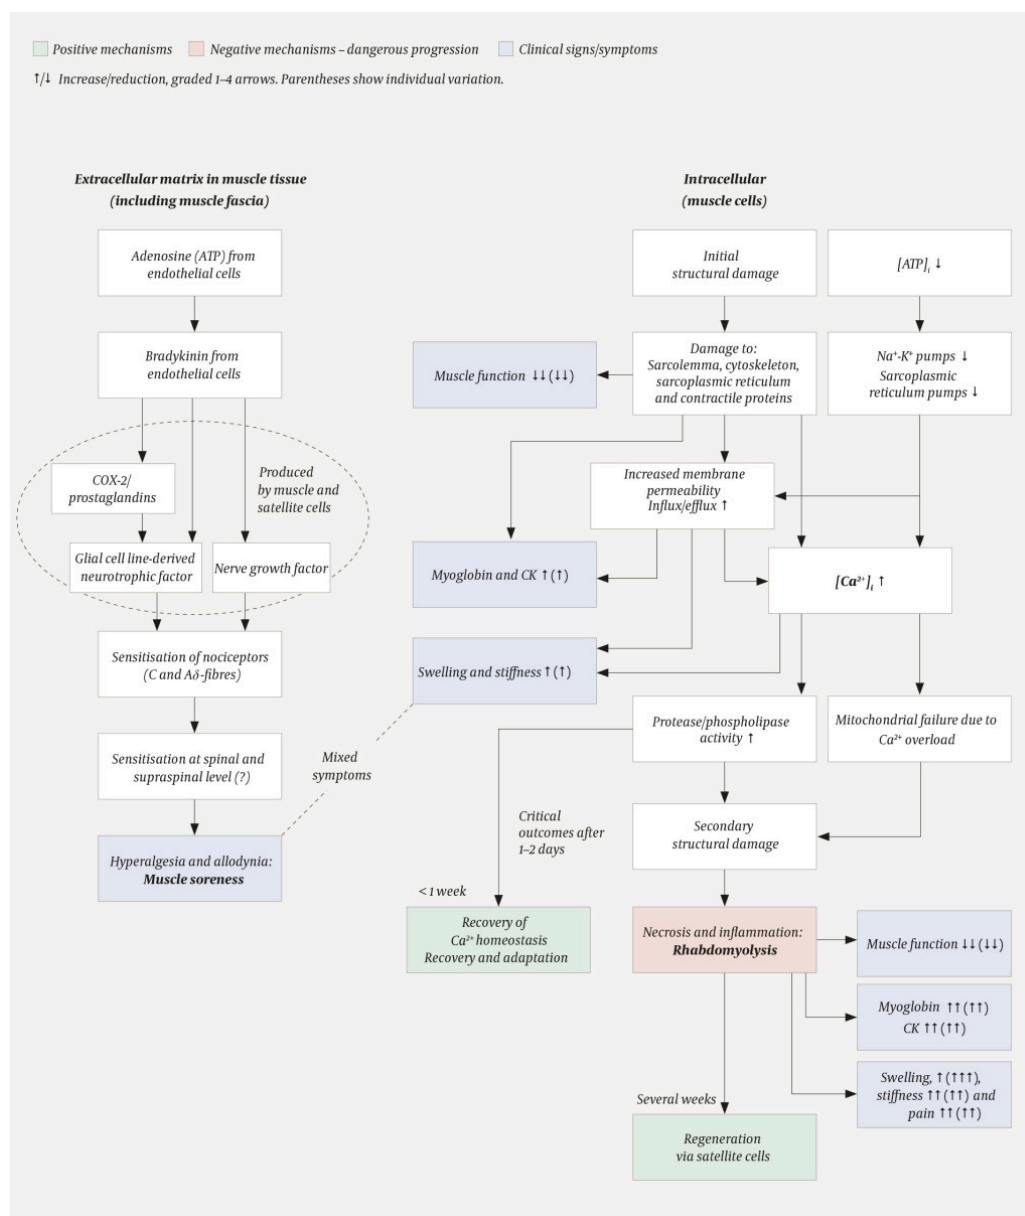 Positive mechanisms
Negative mechanisms – dangerous progression
Clinical signs/symptoms
↑/↓ Increase/reduction, graded 1–4 arrows. Parentheses show individual variation.
Extracellular matrix in muscle tissue
(including muscle fascia)
Adenosine (ATP) from
endothelial cells
Bradykinin from
endothelial cells
COX-2/
prostaglandins
Produced
by muscle and
satellite cells
Glial cell line-derived
neurotrophic factor
Nerve growth factor
Sensitisation of nociceptors
(C and Aδ-fibres)
Sensitisation at spinal and
supraspinal level (?)
Hyperalgesia and allodynia:
Muscle soreness
Mixed
symptoms
Intracellular
(muscle cells)
Initial
structural damage
[ATP]i ↓
Damage to:
Sarcolemma, cytoskeleton,
sarcoplasmic reticulum
and contractile proteins
Na⁺-K⁺ pumps ↓
Sarcoplasmic
reticulum pumps ↓
Muscle function ↓↓(↓↓)
Increased membrane
permeability
Influx/efflux ↑
Myoglobin and CK ↑(↑)
[Ca²⁺]i ↑
Swelling and stiffness ↑(↑)
Protease/phospholipase
activity ↑
Mitochondrial failure due to
Ca²⁺ overload
Critical
outcomes after
1–2 days
Secondary
structural damage
< 1 week
Recovery of
Ca²⁺ homeostasis
Recovery and adaptation
Necrosis and inflammation:
Rhabdomyolysis
Muscle function ↓↓(↓↓)
Myoglobin ↑↑(↑↑)
CK ↑↑(↑↑)
Swelling, ↑(↑↑↑),
stiffness ↑↑(↑↑) and
pain ↑↑(↑↑)
Several weeks
Regeneration
via satellite cells